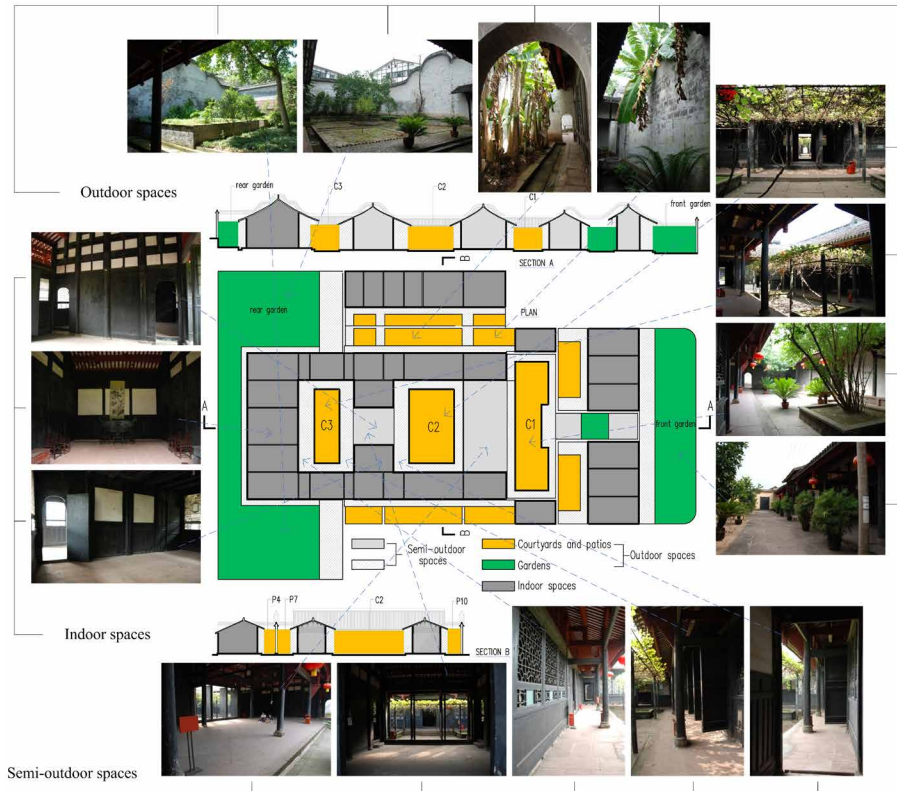 Outdoor spaces
rear garden
C3
C2
C1
front garden
SECTION A
B
PLAN
rear garden
A
C3
C2
C1
front garden
A
B
Semi-outdoor spaces
Courtyards and patios
Outdoor spaces
Gardens
Indoor spaces
Indoor spaces
P4
P7
C2
P10
SECTION B
Semi-outdoor spaces